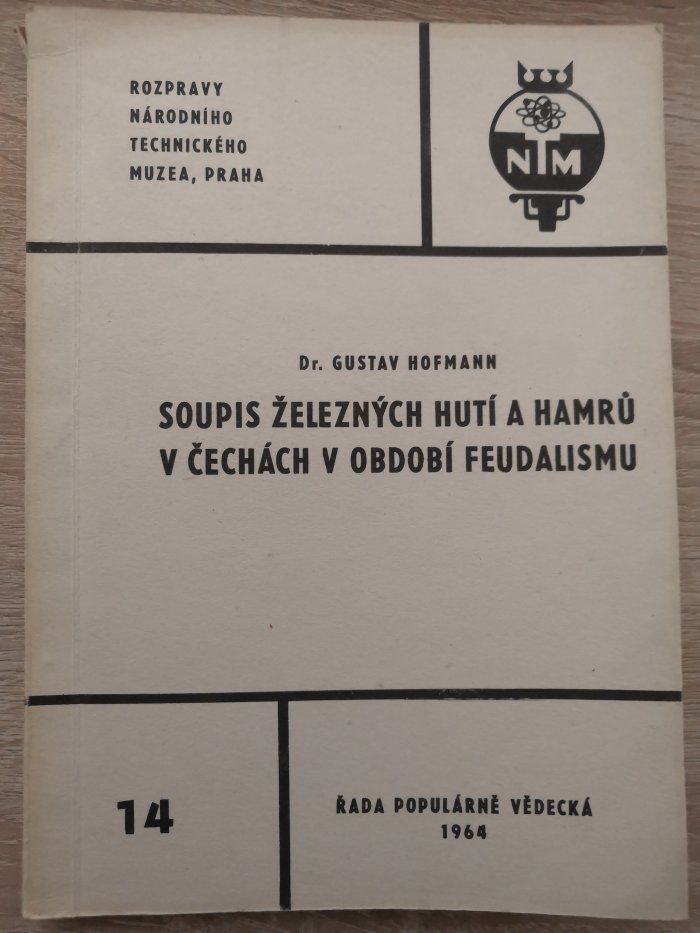 ROZPRAVY
NÁRODNÍHO
TECHNICKÉHO
MUZEA, PRAHA
NTM
Dr. GUSTAV HOFMANN
SOUPIS ŽELEZNÝCH HUTÍ A HAMRŮ
V ČECHÁCH V OBDOBÍ FEUDALISMU
14
ŘADA POPULÁRNĚ VĚDECKÁ
1964